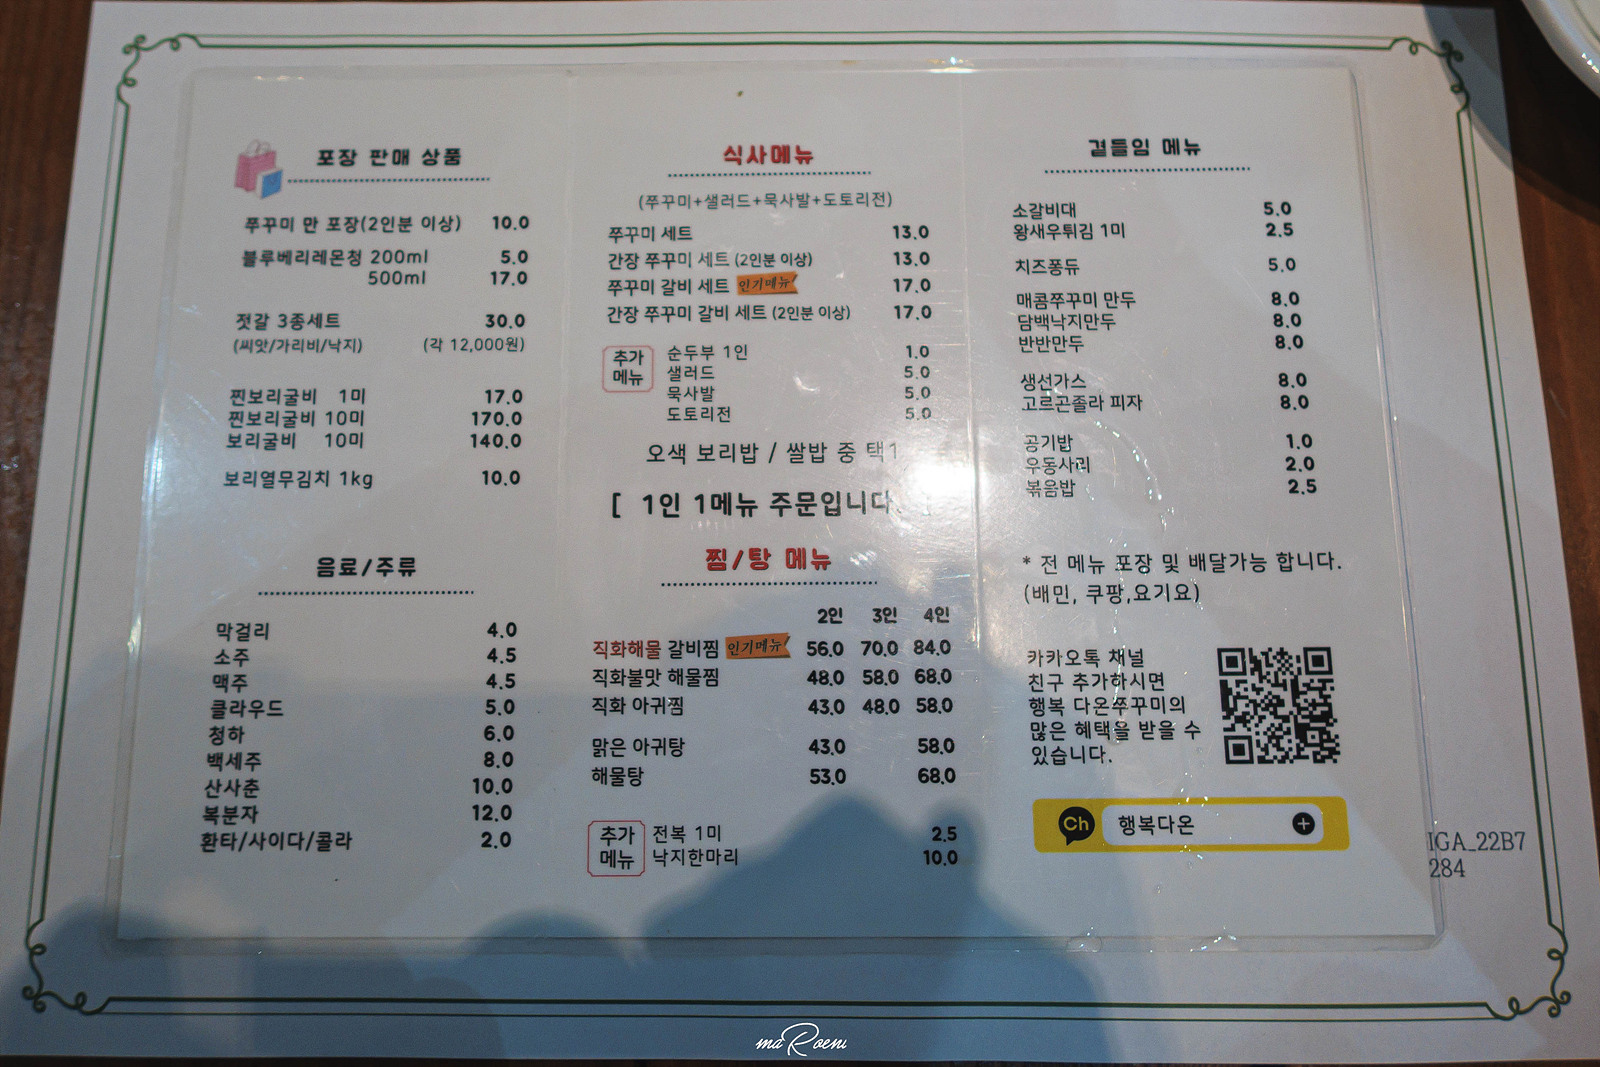 포장 판매 상품
쭈꾸미 만 포장(2인분 이상) 10.0
블루베리레몬청 200ml 5.0
500ml 17.0
젓갈 3종세트 30.0
(씨앗/가리비/낙지) (각 12,000원)
찐보리굴비 1미 17.0
찐보리굴비 10미 170.0
보리굴비 10미 140.0
보리열무김치 1kg 10.0
음료/주류
막걸리 4.0
소주 4.5
맥주 4.5
클라우드 5.0
청하 6.0
백세주 8.0
산사춘 10.0
복분자 12.0
환타/사이다/콜라 2.0
식사메뉴
(쭈꾸미+샐러드+묵사발+도토리전)
쭈꾸미 세트 13.0
간장 쭈꾸미 세트 (2인분 이상) 13.0
쭈꾸미 갈비 세트 인기메뉴 17.0
간장 쭈꾸미 갈비 세트 (2인분 이상) 17.0
추가 메뉴
순두부 1인 1.0
샐러드 5.0
묵사발 5.0
도토리전 5.0
오색 보리밥 / 쌀밥 중 택1
[ 1인 1메뉴 주문입니다. ]
찜/탕 메뉴
2인 3인 4인
직화해물 갈비찜 인기메뉴 56.0 70.0 84.0
직화불맛 해물찜 48.0 58.0 68.0
직화 아귀찜 43.0 48.0 58.0
맑은 아귀탕 43.0 58.0
해물탕 53.0 68.0
추가 메뉴
전복 1미 2.5
낙지한마리 10.0
곁들임 메뉴
소갈비대 5.0
왕새우튀김 1미 2.5
치즈퐁듀 5.0
매콤쭈꾸미 만두 8.0
담백낙지만두 8.0
반반만두 8.0
생선가스 8.0
고르곤졸라 피자 8.0
공기밥 1.0
우동사리 2.0
볶음밥 2.5
* 전 메뉴 포장 및 배달가능 합니다.
(배민, 쿠팡,요기요)
카카오톡 채널
친구 추가하시면
행복 다온쭈꾸미의
많은 혜택을 받을 수
있습니다.
Ch 행복다온
IGA_22B7
284
maRoeni